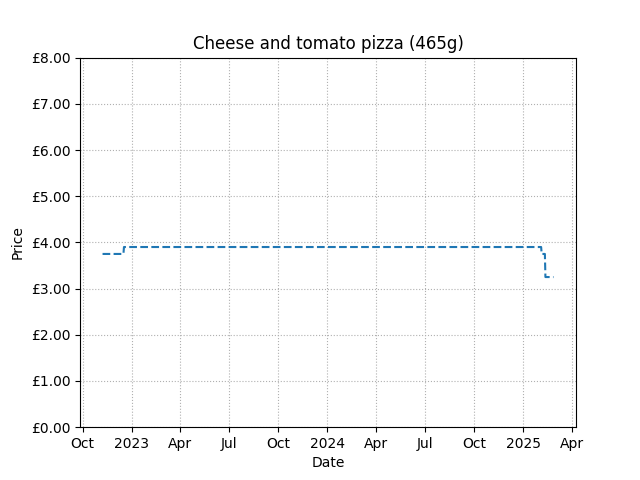 Cheese and tomato pizza (465g)
£8.00
£7.00
£6.00
£5.00
£4.00
£3.00
£2.00
£1.00
£0.00
Price
Oct 2023 Apr Jul Oct 2024 Apr Jul Oct 2025 Apr
Date